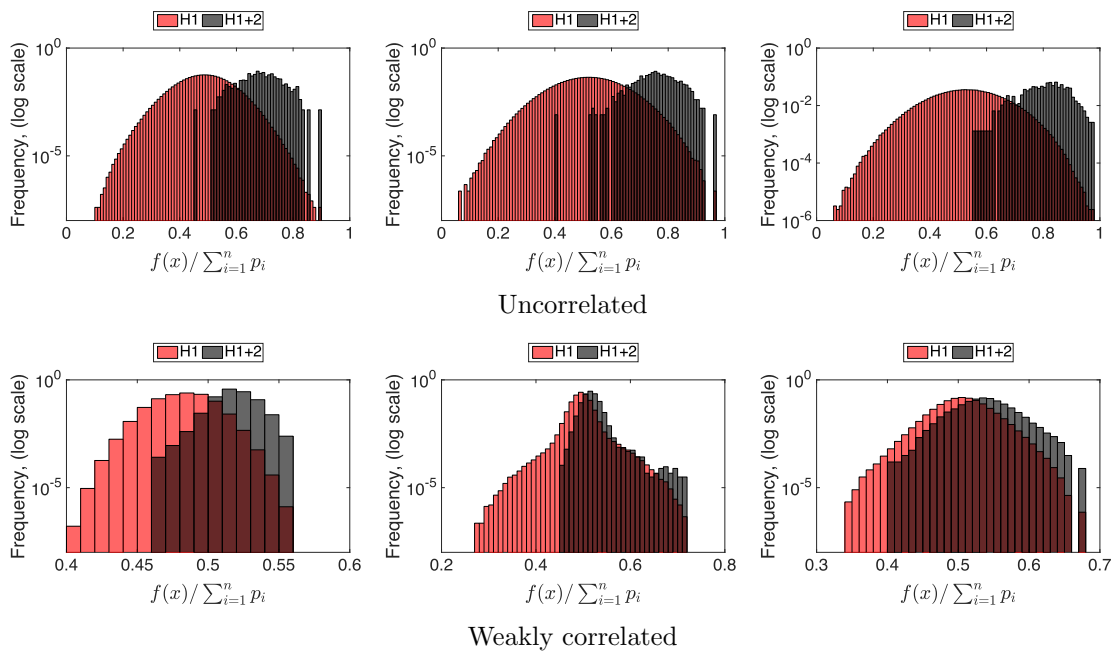 H1 H1+2
H1 H1+2
H1 H1+2
Frequency, (log scale)
10^0
10^-5
0 0.2 0.4 0.6 0.8 1
f(x)/∑_{i=1}^{n} p_i
Frequency, (log scale)
10^0
10^-5
0 0.2 0.4 0.6 0.8 1
f(x)/∑_{i=1}^{n} p_i
Frequency, (log scale)
10^0
10^-2
10^-4
10^-6
0 0.2 0.4 0.6 0.8 1
f(x)/∑_{i=1}^{n} p_i
Uncorrelated
H1 H1+2
H1 H1+2
H1 H1+2
Frequency, (log scale)
10^0
10^-5
0.4 0.45 0.5 0.55 0.6
f(x)/∑_{i=1}^{n} p_i
Frequency, (log scale)
10^0
10^-5
0.2 0.4 0.6 0.8
f(x)/∑_{i=1}^{n} p_i
Frequency, (log scale)
10^0
10^-5
0.3 0.4 0.5 0.6 0.7
f(x)/∑_{i=1}^{n} p_i
Weakly correlated